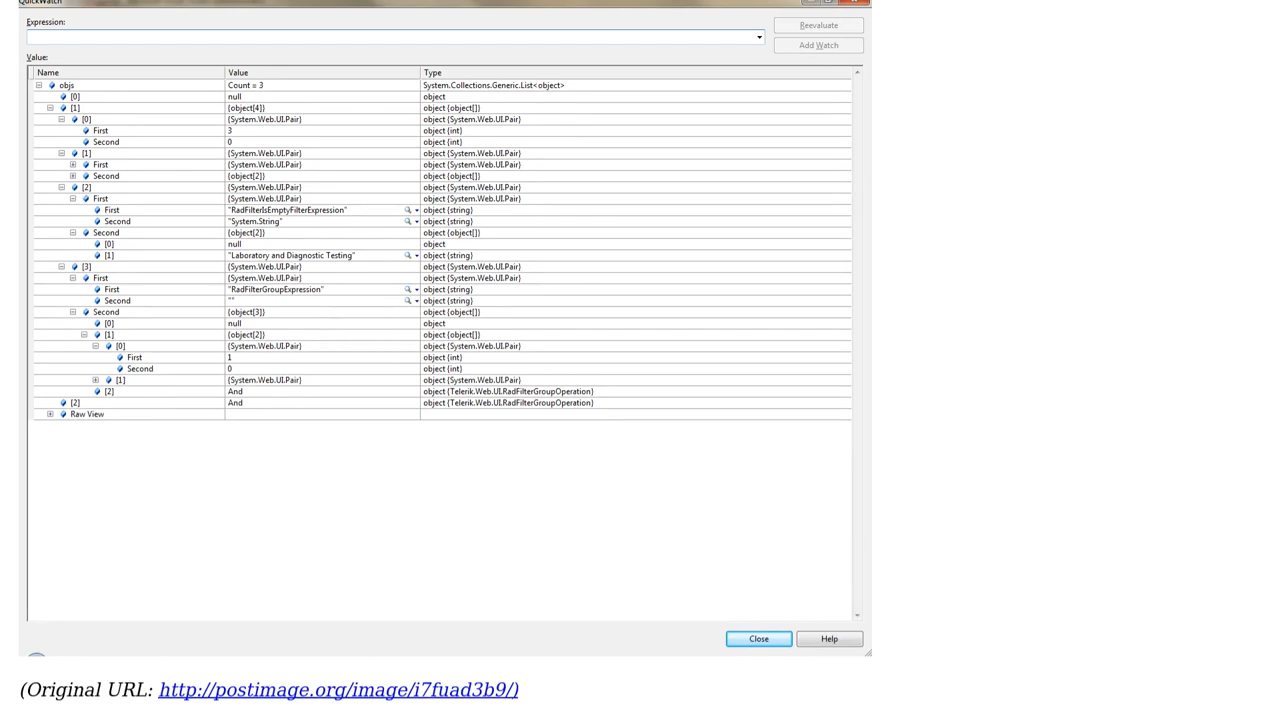 QuickWatch
Expression:
Reevaluate
Add Watch
Value:
Name Value Type
objs Count = 3 System.Collections.Generic.List<object>
[0] null object
[1] {object[4]} object {object[]}
[0] {System.Web.UI.Pair} object {System.Web.UI.Pair}
First 3 object {int}
Second 0 object {int}
[1] {System.Web.UI.Pair} object {System.Web.UI.Pair}
First {System.Web.UI.Pair} object {System.Web.UI.Pair}
Second {object[2]} object {object[]}
[2] {System.Web.UI.Pair} object {System.Web.UI.Pair}
First {System.Web.UI.Pair} object {System.Web.UI.Pair}
First "RadFilterIsEmptyFilterExpression" object {string}
Second "System.String" object {string}
Second {object[2]} object {object[]}
[0] null object
[1] "Laboratory and Diagnostic Testing" object {string}
[3] {System.Web.UI.Pair} object {System.Web.UI.Pair}
First {System.Web.UI.Pair} object {System.Web.UI.Pair}
First "RadFilterGroupExpression" object {string}
Second "" object {string}
Second {object[3]} object {object[]}
[0] null object
[1] {object[2]} object {object[]}
[0] {System.Web.UI.Pair} object {System.Web.UI.Pair}
First 1 object {int}
Second 0 object {int}
[1] {System.Web.UI.Pair} object {System.Web.UI.Pair}
[2] And object {Telerik.Web.UI.RadFilterGroupOperation}
[2] And object {Telerik.Web.UI.RadFilterGroupOperation}
Raw View
Close Help
(Original URL: http://postimage.org/image/i7fuad3b9/)